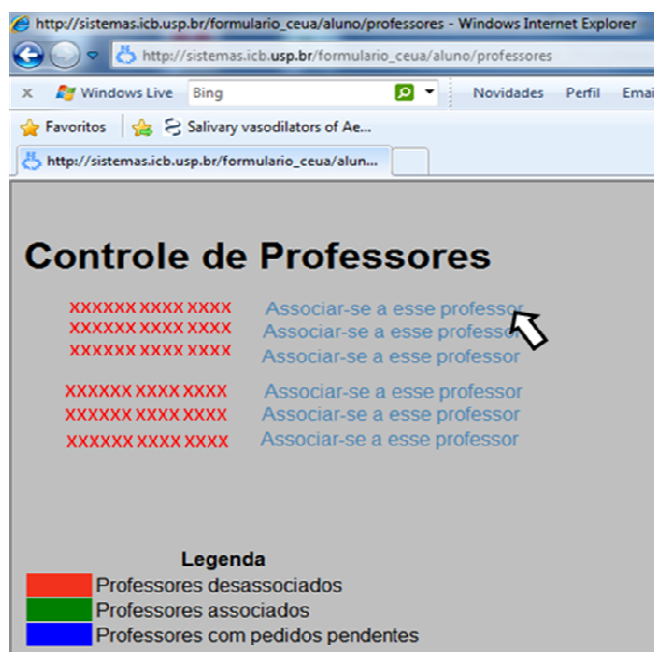 http://sistemas.icb.usp.br/formulario_ceua/aluno/professores - Windows Internet Explorer
http://sistemas.icb.usp.br/formulario_ceua/aluno/professores
x Windows Live Bing Novidades Perfil Emai
Favoritos Salivary vasodilators of Ae...
http://sistemas.icb.usp.br/formulario_ceua/alun...
Controle de Professores
XXXXXX XXXX XXXX Associar-se a esse professor
XXXXXX XXXX XXXX Associar-se a esse professor
XXXXXX XXXX XXXX Associar-se a esse professor
XXXXXX XXXX XXXX Associar-se a esse professor
XXXXXX XXXX XXXX Associar-se a esse professor
XXXXXX XXXX XXXX Associar-se a esse professor
Legenda
Professores desassociados
Professores associados
Professores com pedidos pendentes